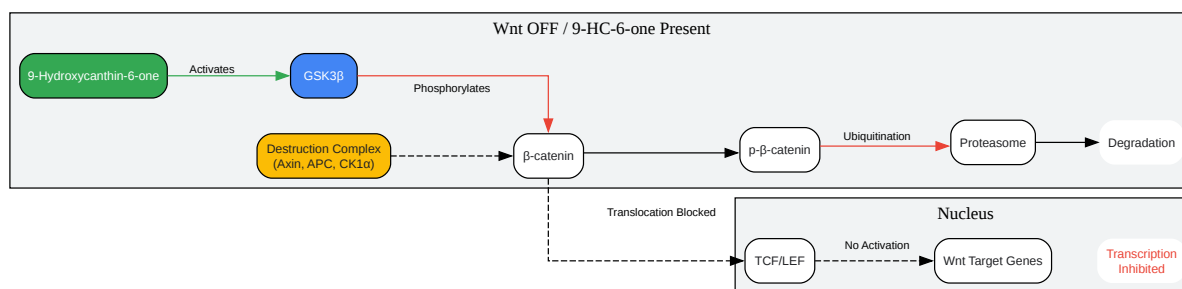 Wnt OFF / 9-HC-6-one Present
9-Hydroxycanthin-6-one
Activates
GSK3β
Phosphorylates
Destruction Complex
(Axin, APC, CK1α)
β-catenin
p-β-catenin
Ubiquitination
Proteasome
Degradation
Translocation Blocked
Nucleus
TCF/LEF
No Activation
Wnt Target Genes
Transcription
Inhibited